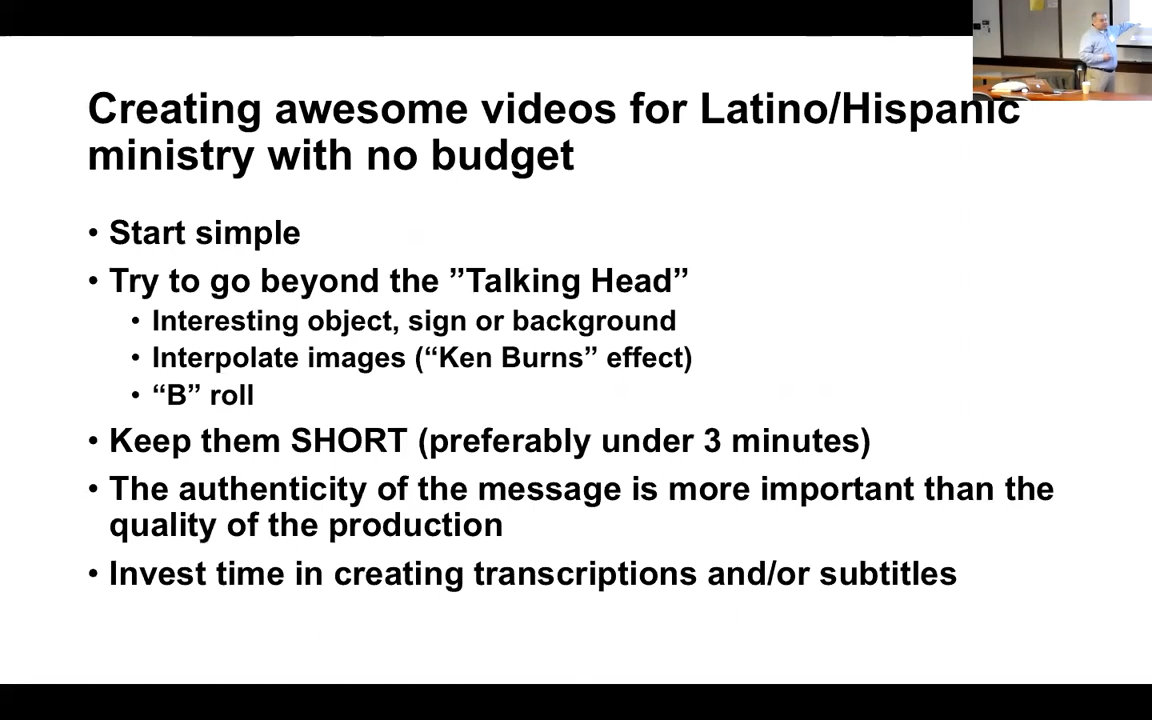 Creating awesome videos for Latino/Hispanic
ministry with no budget
• Start simple
• Try to go beyond the ”Talking Head”
• Interesting object, sign or background
• Interpolate images (“Ken Burns” effect)
• “B” roll
• Keep them SHORT (preferably under 3 minutes)
• The authenticity of the message is more important than the
quality of the production
• Invest time in creating transcriptions and/or subtitles